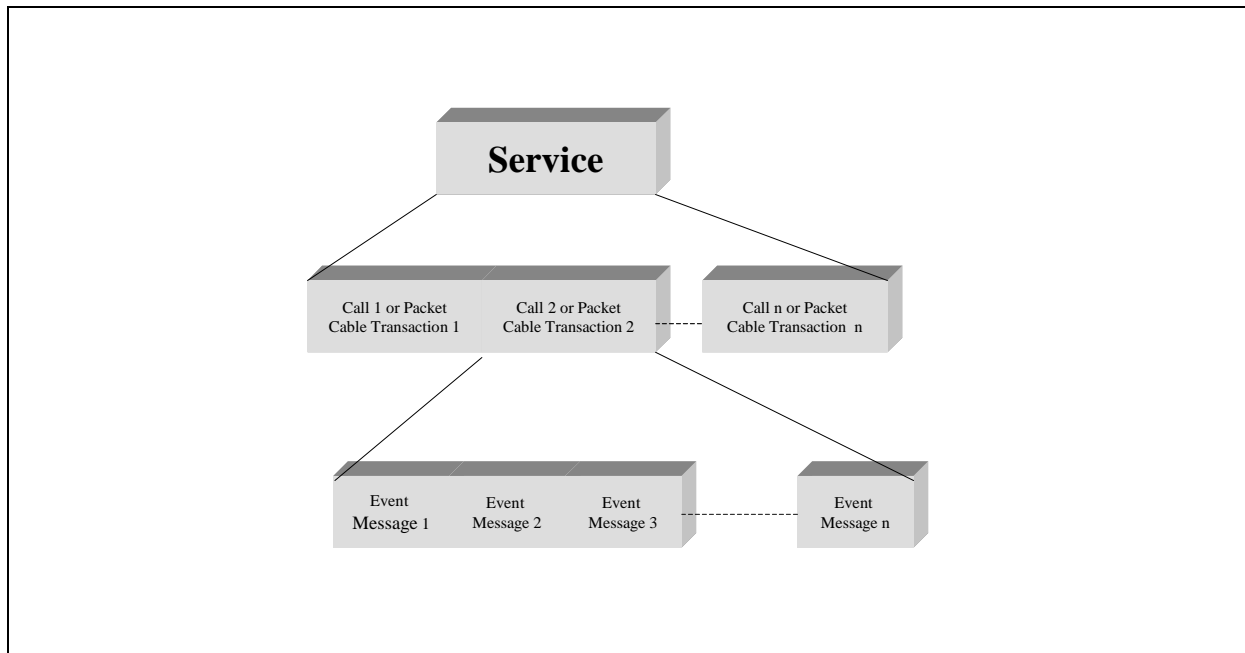 Service
Call 1 or Packet
Cable Transaction 1
Call 2 or Packet
Cable Transaction 2
Call n or Packet
Cable Transaction n
Event
Message 1
Event
Message 2
Event
Message 3
Event
Message n